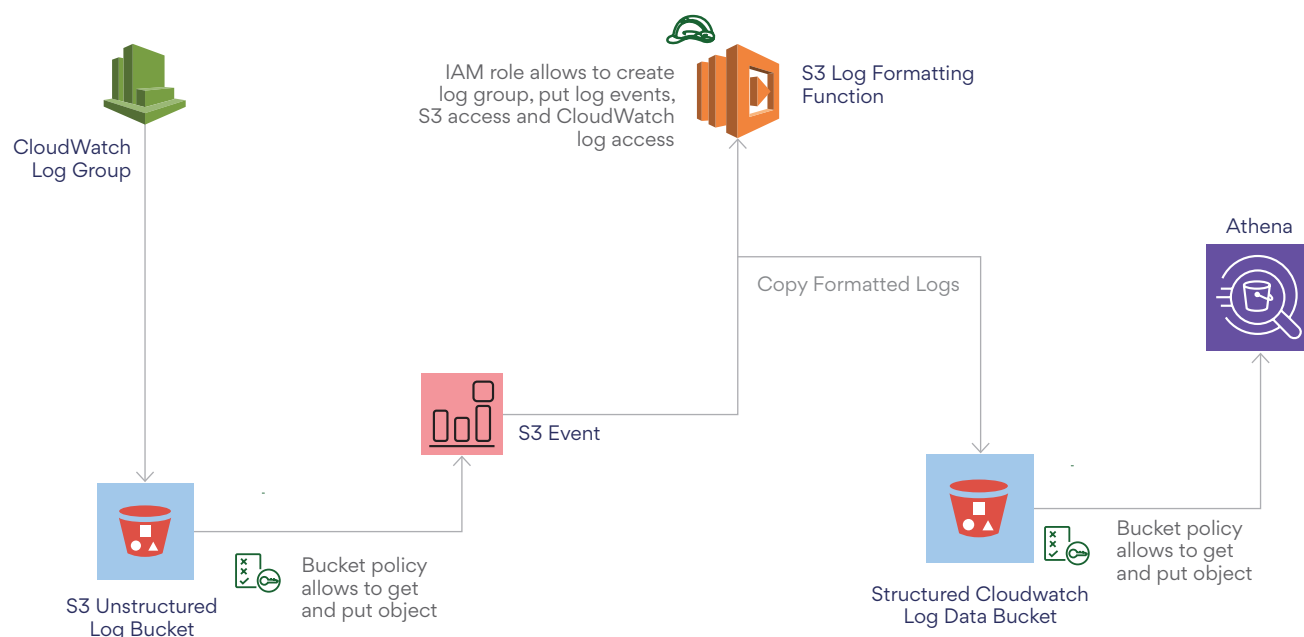 IAM role allows to create
log group, put log events,
S3 access and CloudWatch
log access
S3 Log Formatting
Function
CloudWatch
Log Group
Athena
Copy Formatted Logs
S3 Event
Bucket policy
allows to get
and put object
S3 Unstructured
Log Bucket
Bucket policy
allows to get
and put object
Structured Cloudwatch
Log Data Bucket